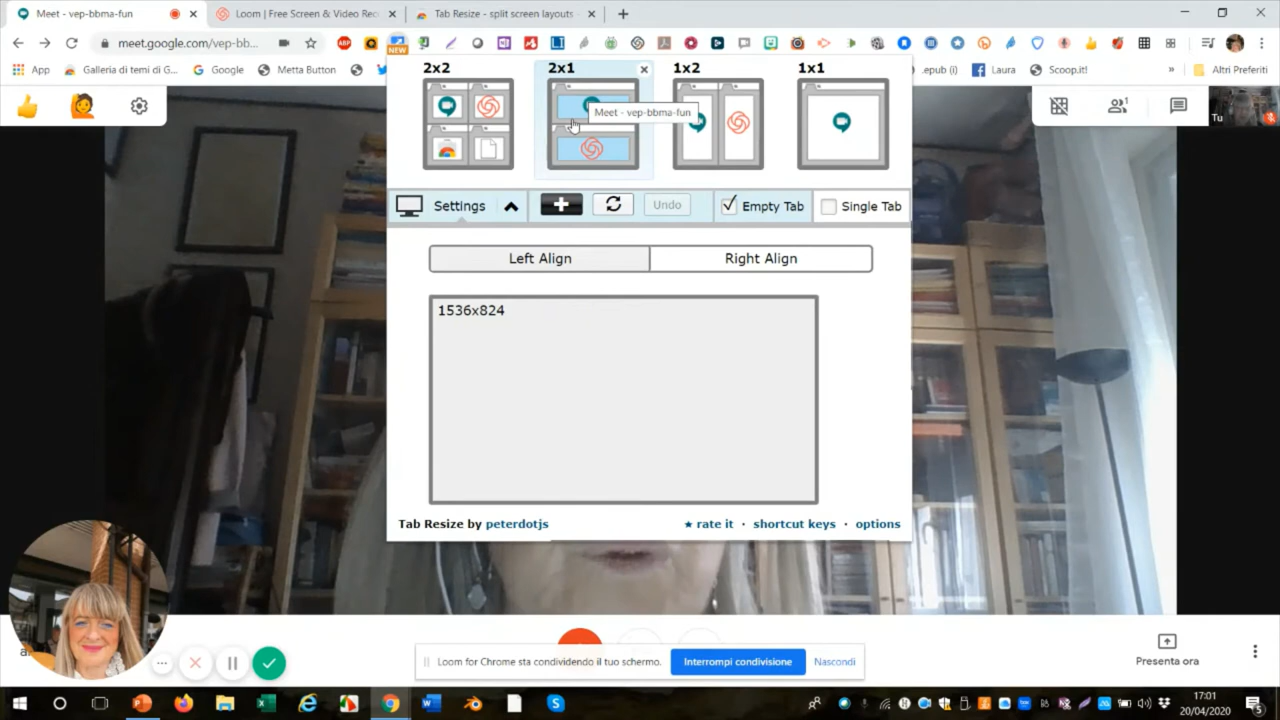 Meet - vep-bbma-fun
Loom | Free Screen & Video Rec
Tab Resize - split screen layouts
meet.google.com/vep-bb...
ABP
NEW
App
Galleria di temi di G...
Google
Metta Button
.epub (i)
Laura
Scoop.it!
Altri Preferiti
2x2
2x1
1x2
1x1
Meet - vep-bbma-fun
1
Tu
Settings
Undo
Empty Tab
Single Tab
Left Align
Right Align
1536x824
Tab Resize by peterdotjs
rate it · shortcut keys · options
Loom for Chrome sta condividendo il tuo schermo.
Interrompi condivisione
Nascondi
Presenta ora
17:01
20/04/2020